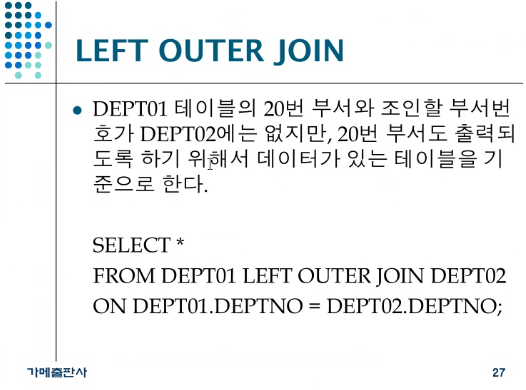 LEFT OUTER JOIN
● DEPT01 테이블의 20번 부서와 조인할 부서번
호가 DEPT02에는 없지만, 20번 부서도 출력되
도록 하기 위해서 데이터가 있는 테이블을 기
준으로 한다.
SELECT *
FROM DEPT01 LEFT OUTER JOIN DEPT02
ON DEPT01.DEPTNO = DEPT02.DEPTNO;
가메출판사
27